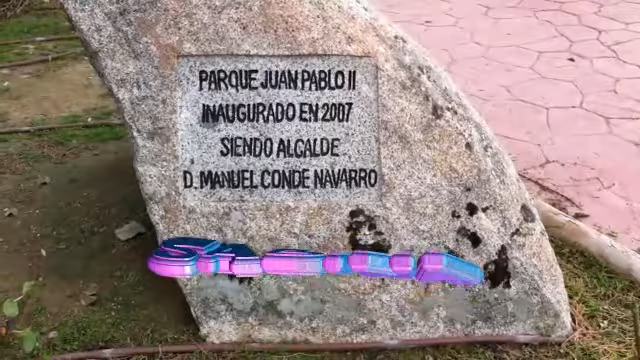 PARQUE JUAN PABLO II
INAUGURADO EN 2007
SIENDO ALCALDE
D. MANUEL CONDE NAVARRO